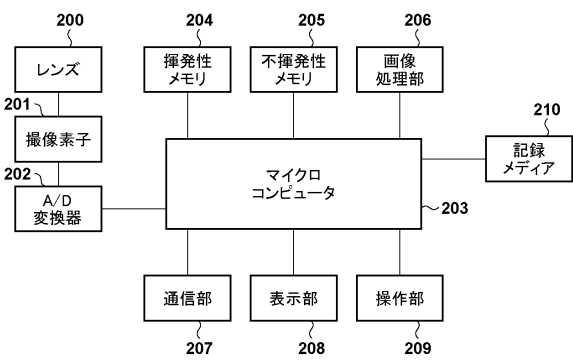 200
レンズ
201
撮像素子
202
A/D
変換器
204
揮発性
メモリ
205
不揮発性
メモリ
206
画像
処理部
マイクロ
コンピュータ
203
210
記録
メディア
通信部
207
表示部
208
操作部
209